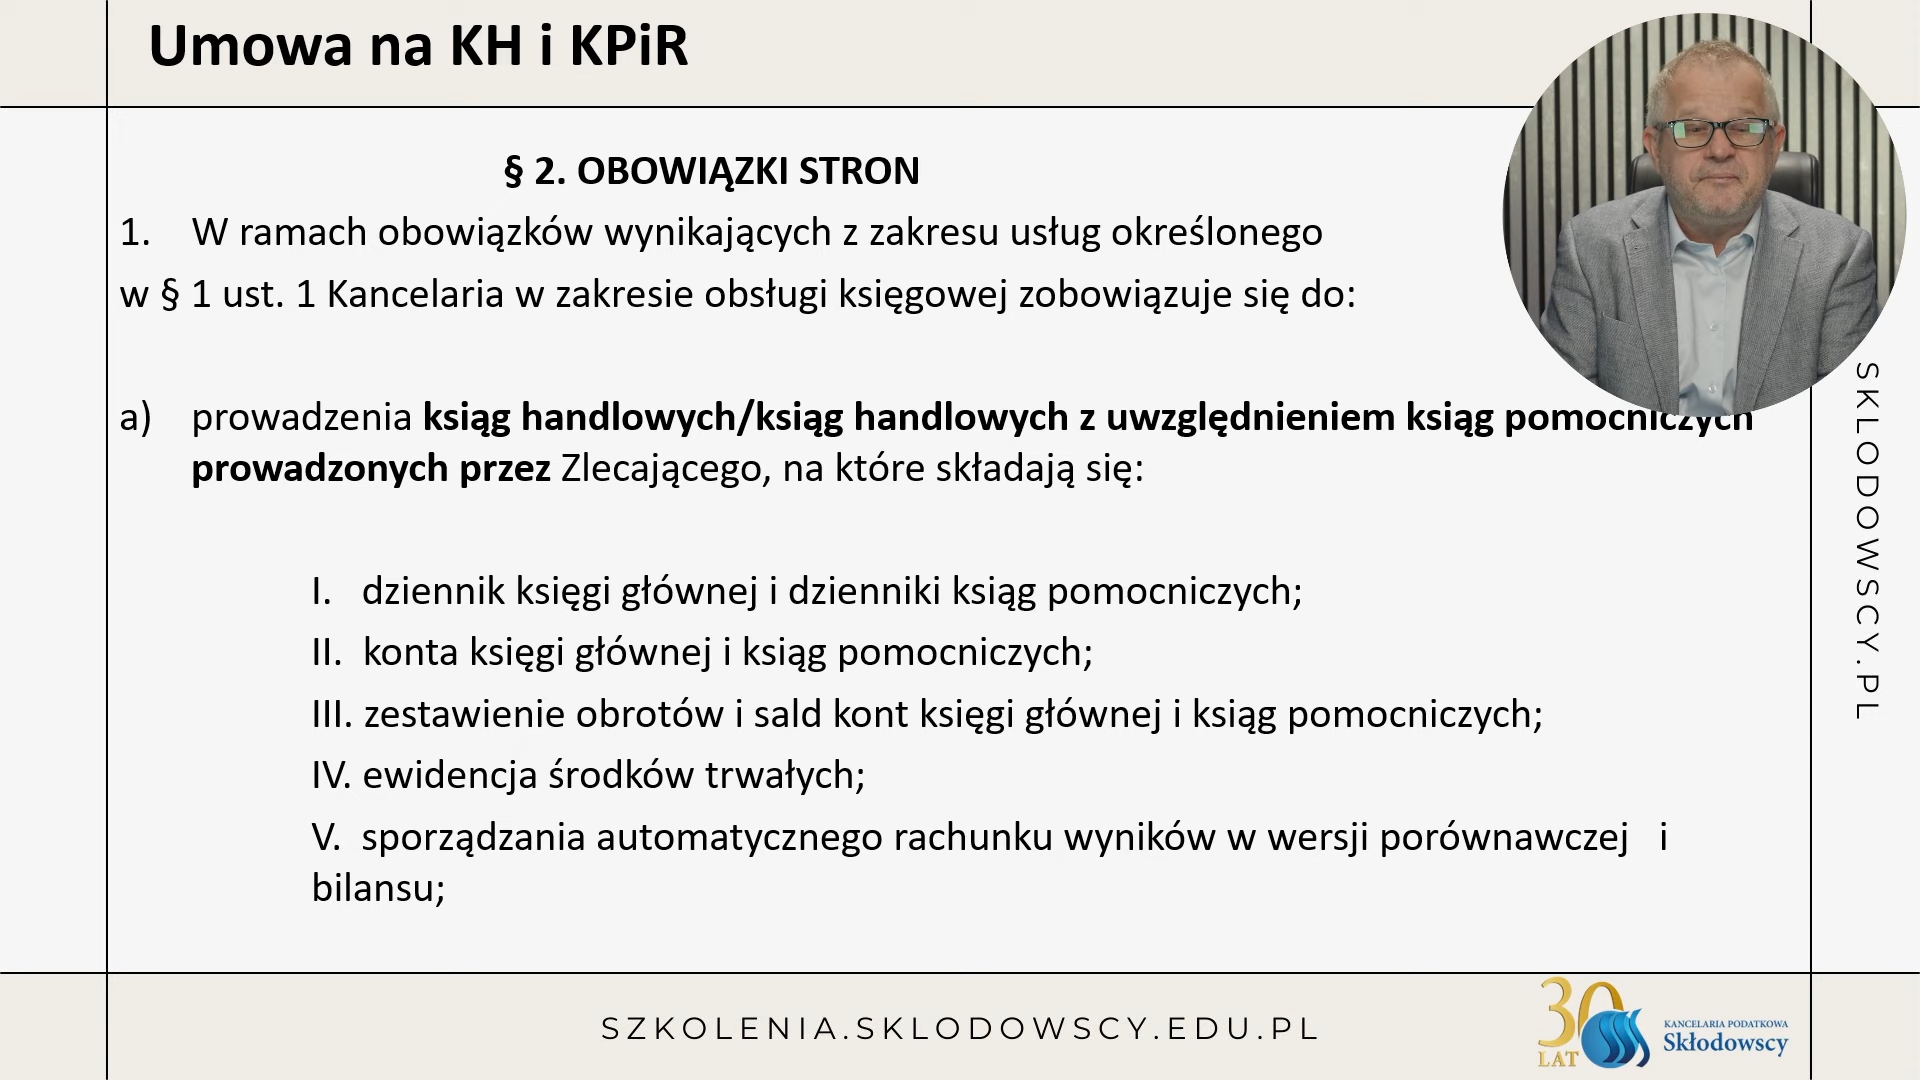 Umowa na KH i KPiR
§ 2. OBOWIĄZKI STRON
1. W ramach obowiązków wynikających z zakresu usług określonego
w § 1 ust. 1 Kancelaria w zakresie obsługi księgowej zobowiązuje się do:
a) prowadzenia ksiąg handlowych/ksiąg handlowych z uwzględnieniem ksiąg pomocniczych
prowadzonych przez Zlecającego, na które składają się:
I. dziennik księgi głównej i dzienniki ksiąg pomocniczych;
II. konta księgi głównej i ksiąg pomocniczych;
III. zestawienie obrotów i sald kont księgi głównej i ksiąg pomocniczych;
IV. ewidencja środków trwałych;
V. sporządzania automatycznego rachunku wyników w wersji porównawczej i
bilansu;
SKLODOWSCY.PL
SZKOLENIA.SKLODOWSCY.EDU.PL
30
LAT
KANCELARIA PODATKOWA
Skłodowscy